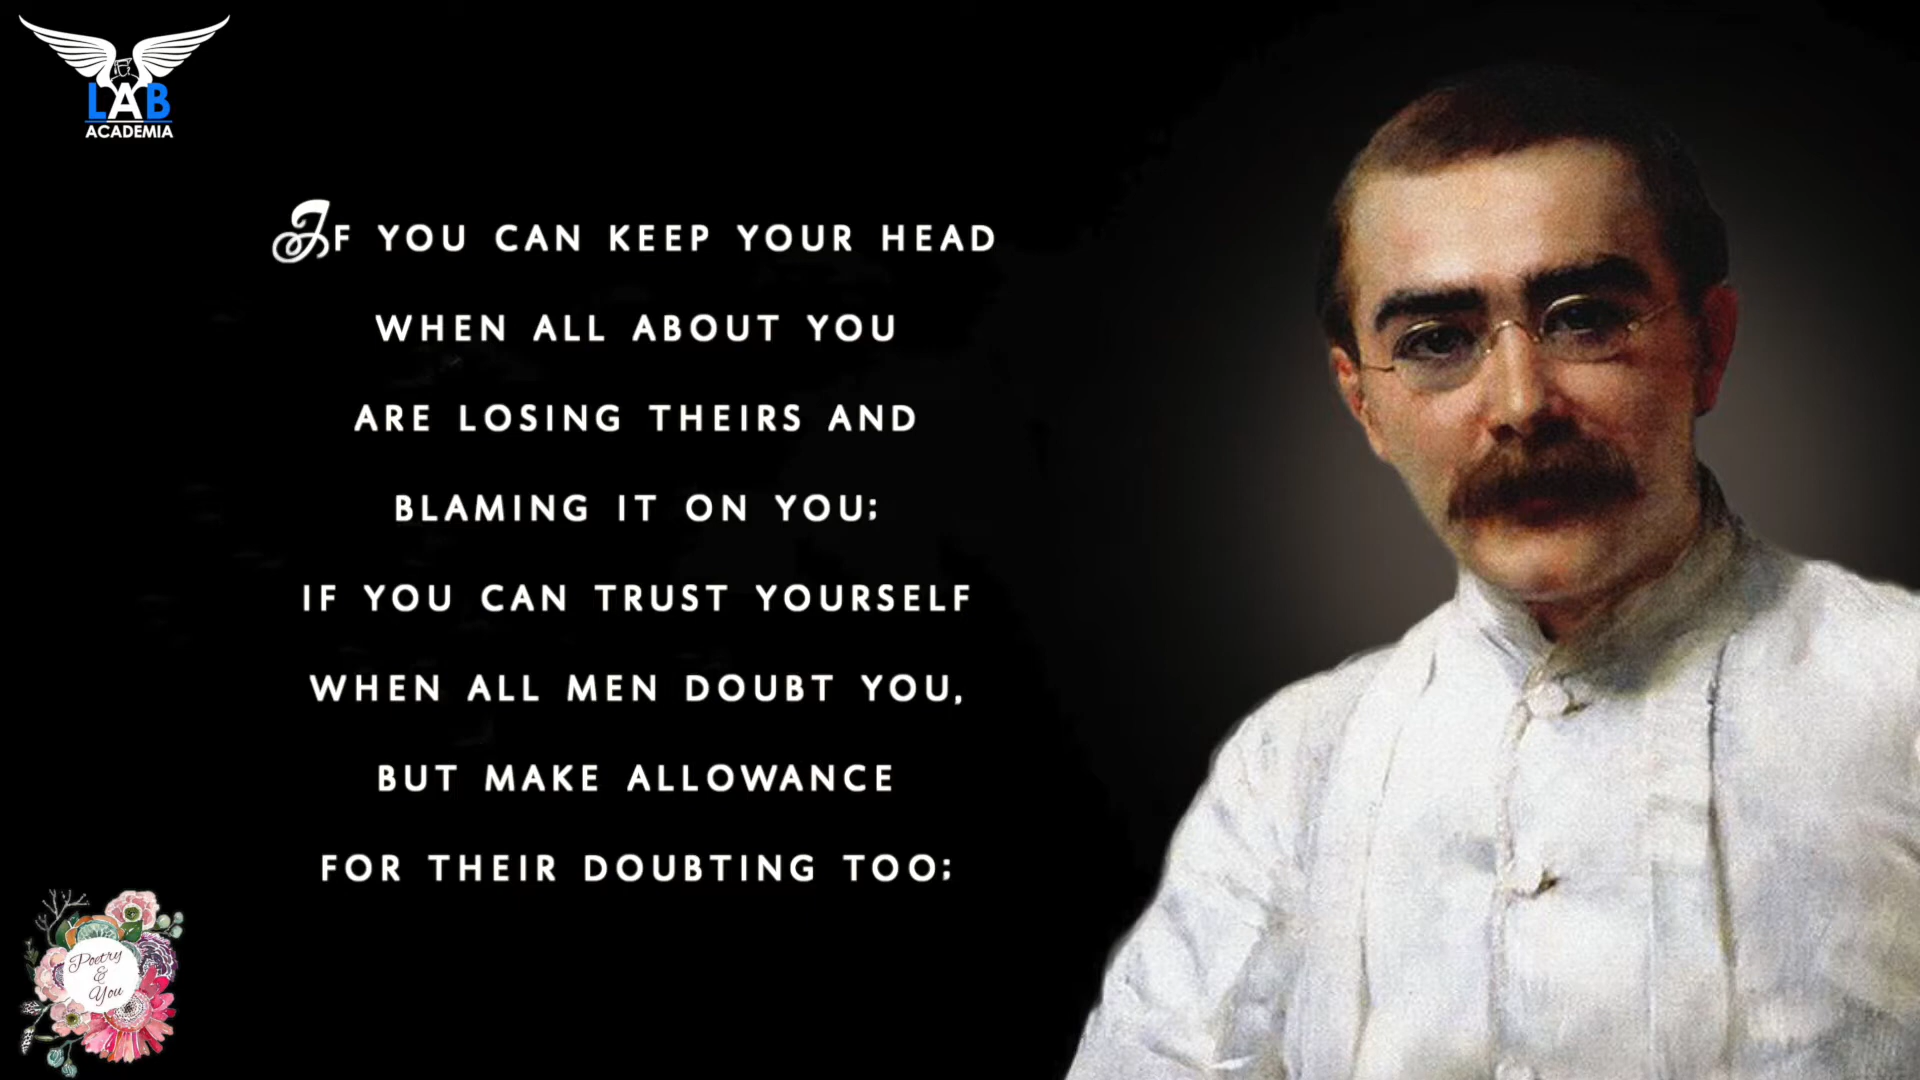 LAB
ACADEMIA
IF YOU CAN KEEP YOUR HEAD
WHEN ALL ABOUT YOU
ARE LOSING THEIRS AND
BLAMING IT ON YOU;
IF YOU CAN TRUST YOURSELF
WHEN ALL MEN DOUBT YOU,
BUT MAKE ALLOWANCE
FOR THEIR DOUBTING TOO;
Poetry
&
You